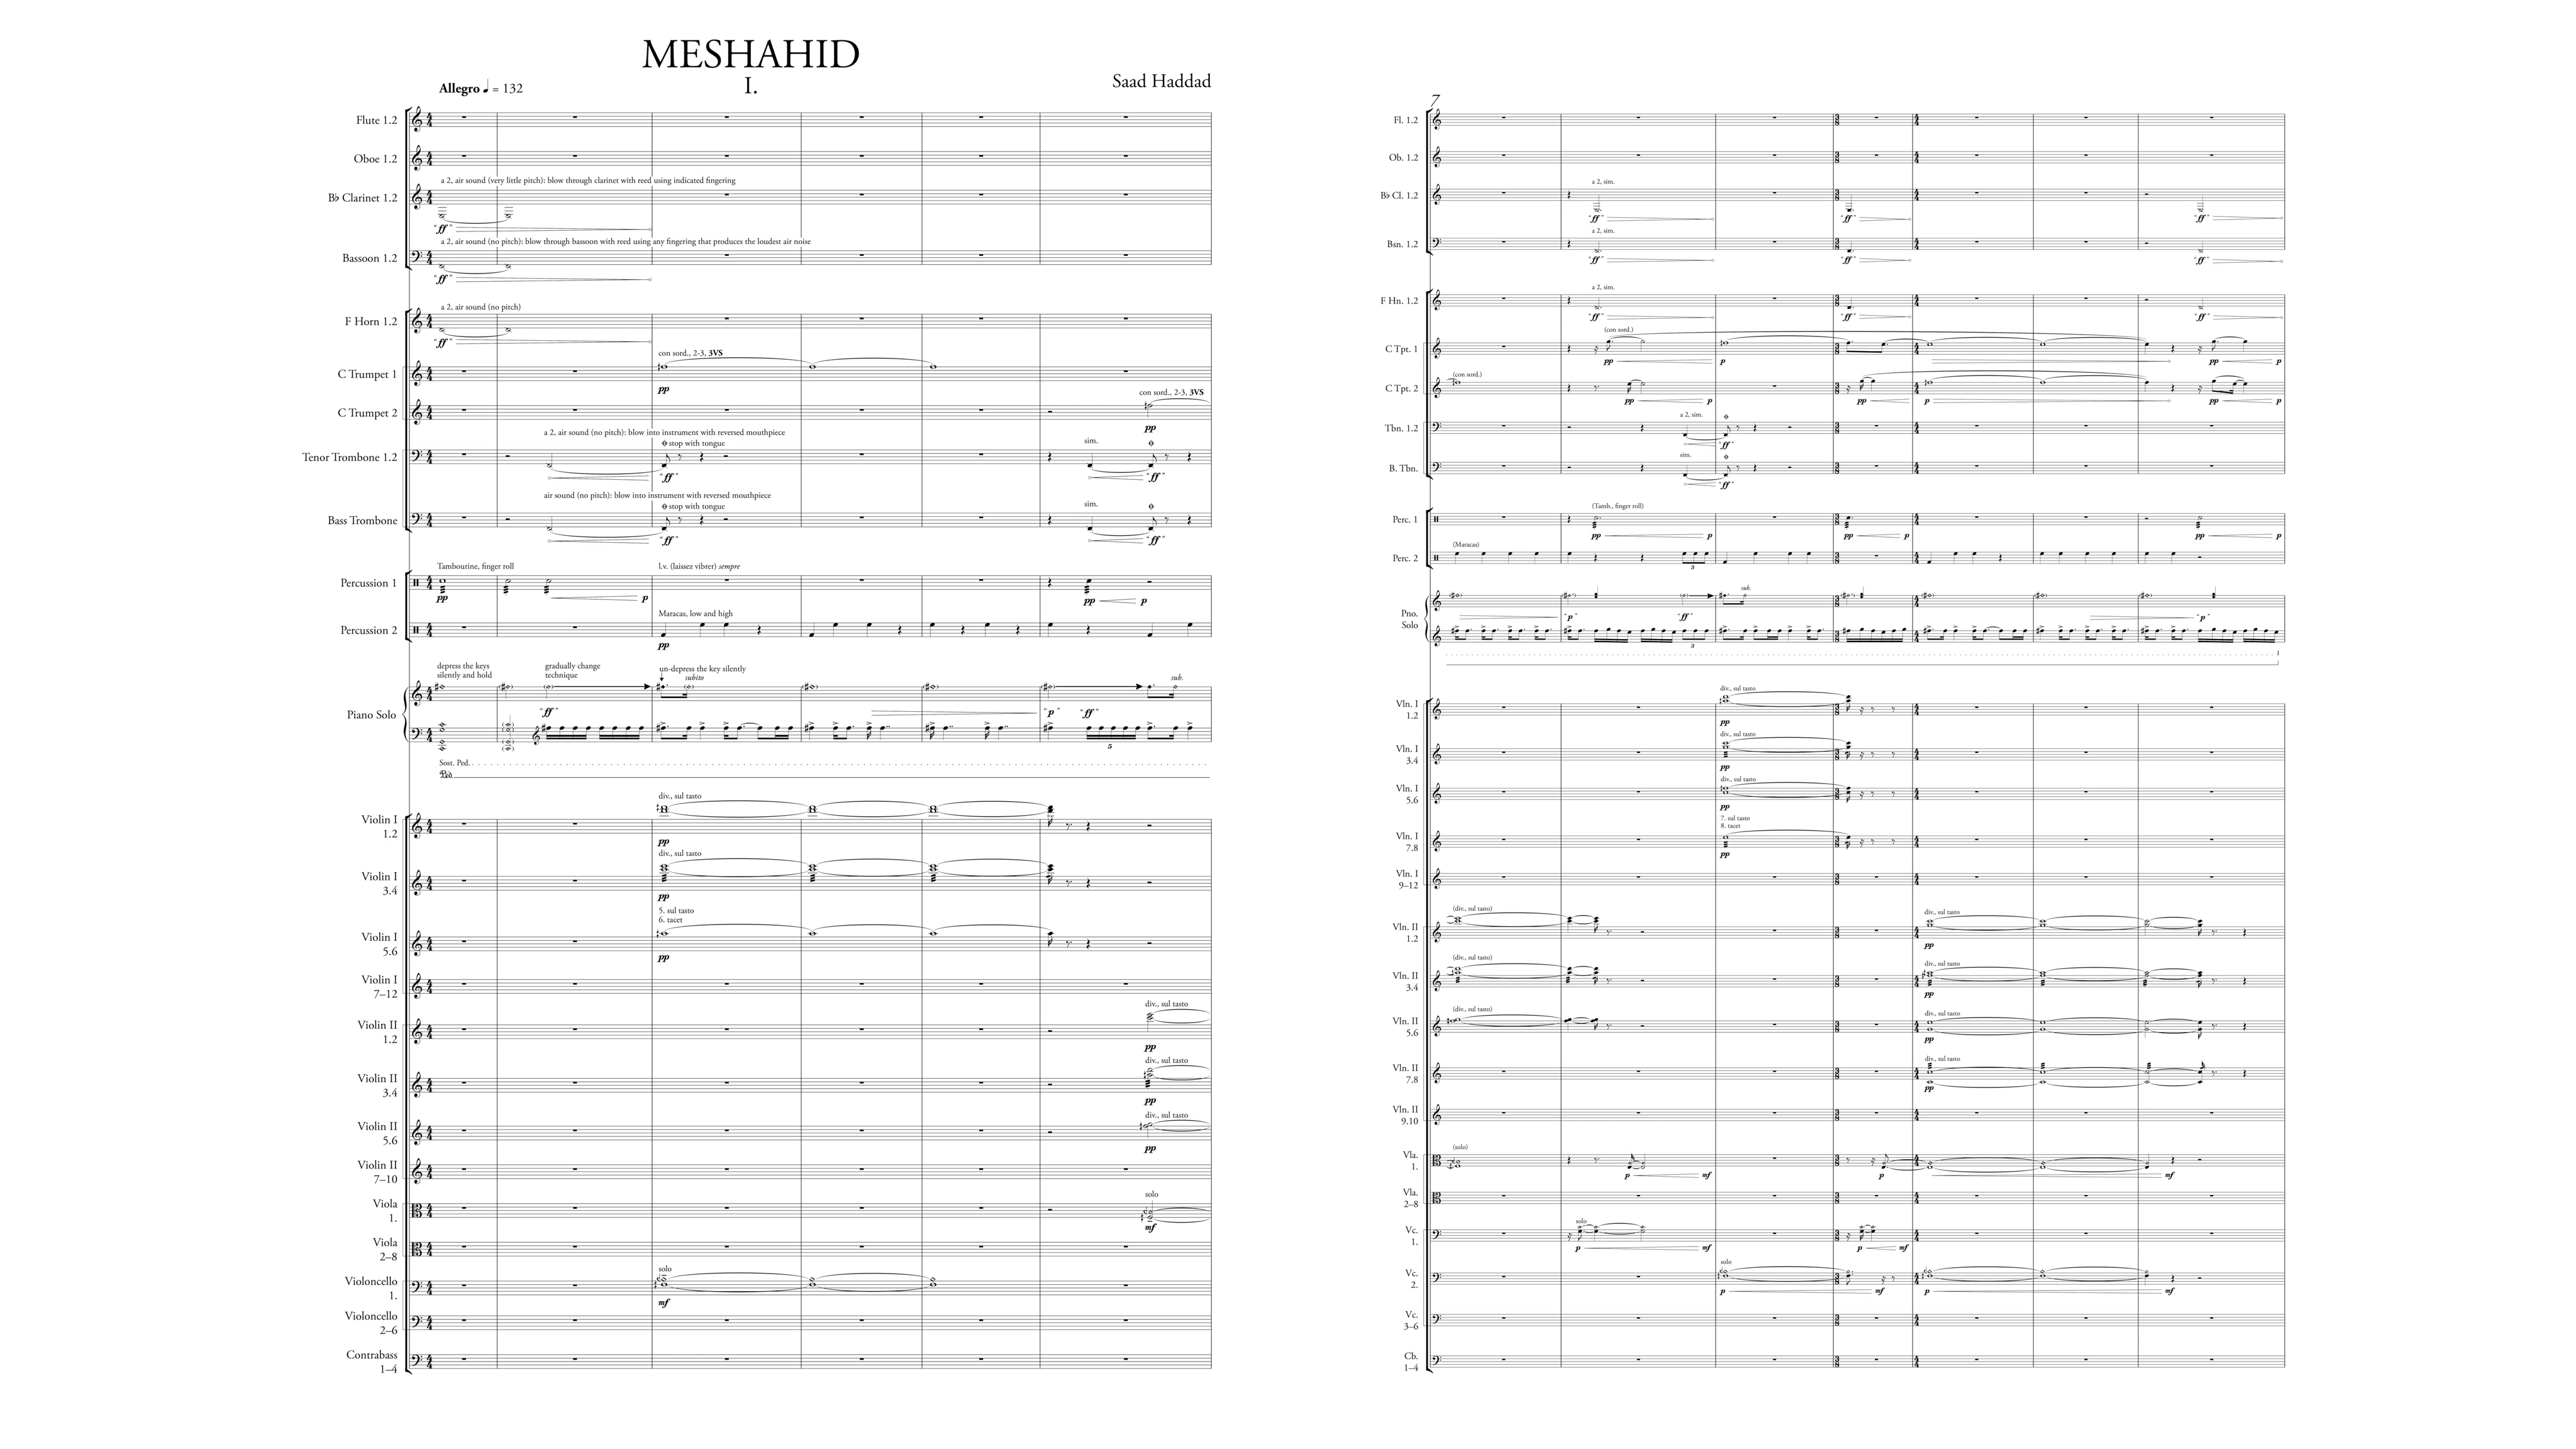 MESHAHID
I.
Saad Haddad
Allegro ♩ = 132
Flute 1.2
Oboe 1.2
a 2, air sound (very little pitch): blow through clarinet with reed using indicated fingering
B♭ Clarinet 1.2
"ff"
a 2, air sound (no pitch): blow through bassoon with reed using any fingering that produces the loudest air noise
Bassoon 1.2
"ff"
a 2, air sound (no pitch)
F Horn 1.2
"ff"
con sord., 2-3, 3VS
C Trumpet 1
pp
con sord., 2-3, 3VS
C Trumpet 2
pp
a 2, air sound (no pitch): blow into instrument with reversed mouthpiece
stop with tongue
sim.
Tenor Trombone 1.2
"ff" "ff"
air sound (no pitch): blow into instrument with reversed mouthpiece
stop with tongue
sim.
Bass Trombone
"ff" "ff"
Tambourine, finger roll
l.v. (laissez vibrer) sempre
Percussion 1
pp p pp p
Maracas, low and high
Percussion 2
pp
depress the keys
silently and hold
gradually change
technique
un-depress the key silently
subito
sub.
"ff" "p" "ff"
Piano Solo
5
Sost. Ped.
Ped.
div., sul tasto
Violin I
1.2
pp
div., sul tasto
Violin I
3.4
pp
5. sul tasto
6. tacet
Violin I
5.6
pp
Violin I
7–12
div., sul tasto
Violin II
1.2
pp
div., sul tasto
Violin II
3.4
pp
div., sul tasto
Violin II
5.6
pp
Violin II
7–10
solo
Viola
1.
mf
Viola
2–8
solo
Violoncello
1.
mf
Violoncello
2–6
Contrabass
1–4
7
Fl. 1.2
Ob. 1.2
a 2, sim.
B♭ Cl. 1.2
"ff" "ff" "ff"
a 2, sim.
Bsn. 1.2
"ff" "ff" "ff"
a 2, sim.
F Hn. 1.2
"ff" "ff" "ff"
(con sord.)
C Tpt. 1
pp p pp p
(con sord.)
C Tpt. 2
pp p pp p pp p
a 2, sim.
Tbn. 1.2
"ff"
sim.
B. Tbn.
"ff"
(Tamb., finger roll)
Perc. 1
pp p pp p pp p
(Maracas)
Perc. 2
3
sub.
Pno.
Solo
"p" "ff" "p"
3
div., sul tasto
Vln. I
1.2
pp
div., sul tasto
Vln. I
3.4
pp
div., sul tasto
Vln. I
5.6
pp
7. sul tasto
8. tacet
Vln. I
7.8
pp
Vln. I
9–12
(div., sul tasto)
div., sul tasto
Vln. II
1.2
pp
(div., sul tasto)
div., sul tasto
Vln. II
3.4
pp
(div., sul tasto)
div., sul tasto
Vln. II
5.6
pp
div., sul tasto
Vln. II
7.8
pp
Vln. II
9.10
(solo)
Vla.
1.
p mf p mf
Vla.
2–8
solo
Vc.
1.
p mf p mf
solo
Vc.
2.
p mf p mf
Vc.
3–6
Cb.
1–4